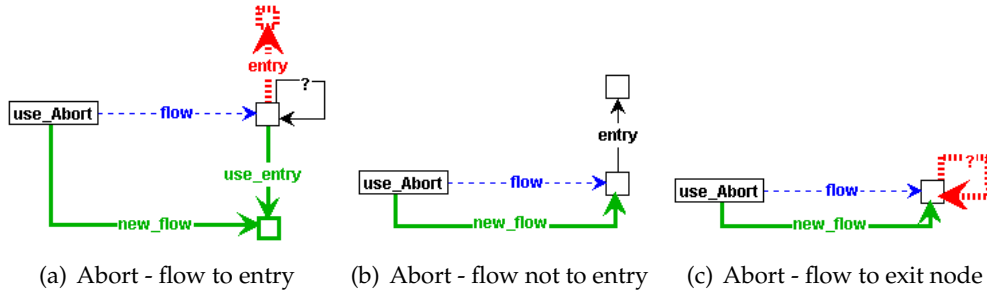 entry
?
use_Abort
flow
use_entry
new_flow
entry
use_Abort
flow
new_flow
?
use_Abort
flow
new_flow
(a) Abort - flow to entry
(b) Abort - flow not to entry
(c) Abort - flow to exit node